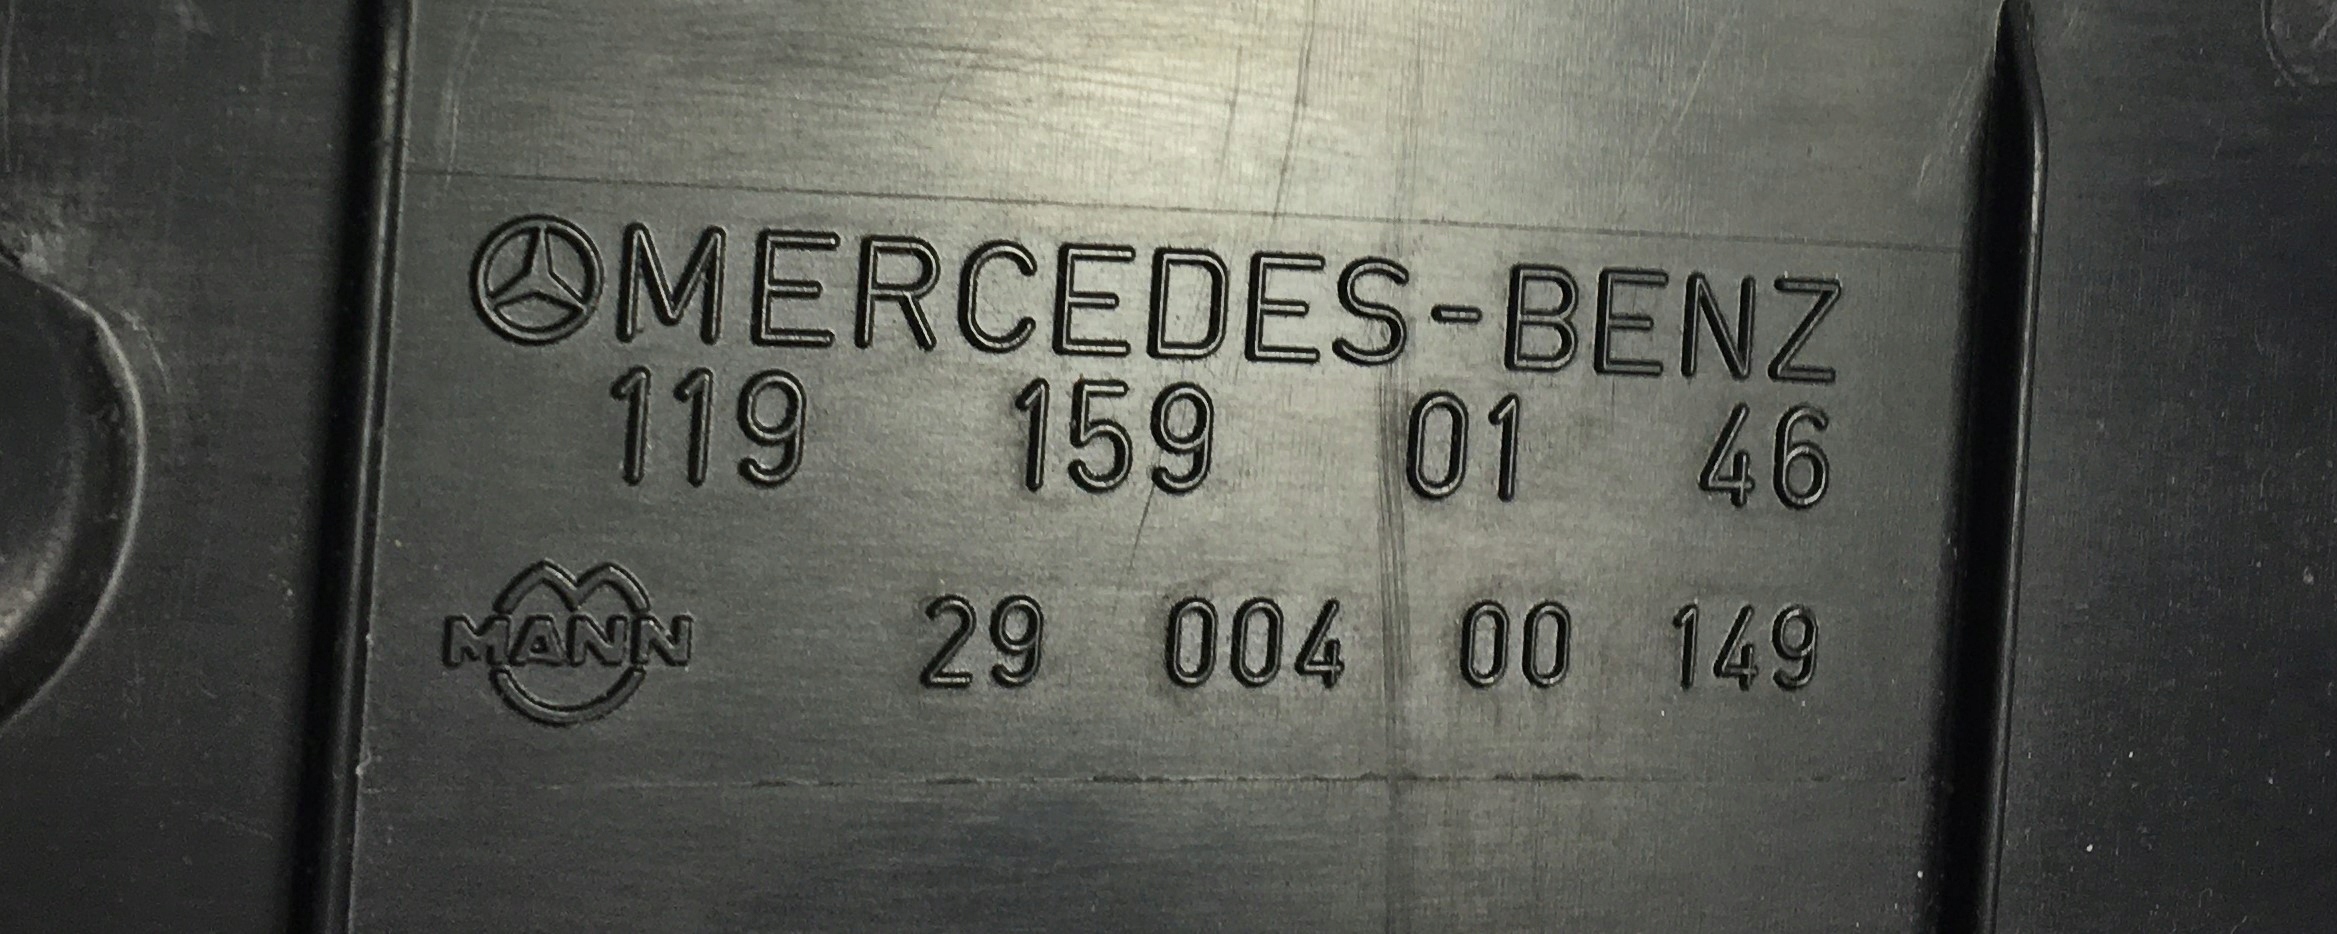 MERCEDES-BENZ
119 159 01 46
MANN 29 004 00 149